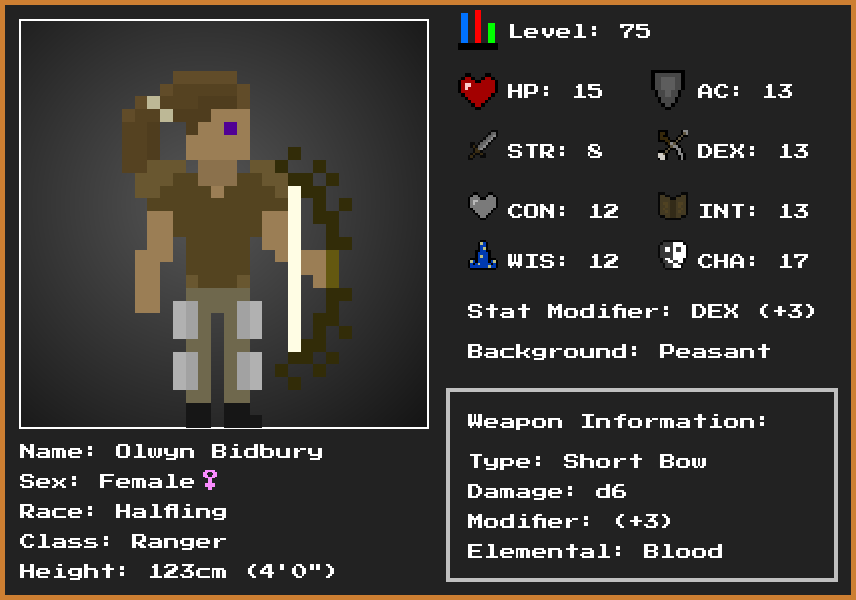 Level: 75
HP: 15 AC: 13
STR: 8 DEX: 13
CON: 12 INT: 13
WIS: 12 CHA: 17
Stat Modifier: DEX (+3)
Background: Peasant
Weapon Information:
Type: Short Bow
Damage: d6
Modifier: (+3)
Elemental: Blood
Name: Olwyn Bidbury
Sex: Female♀
Race: Halfling
Class: Ranger
Height: 123cm (4'0")